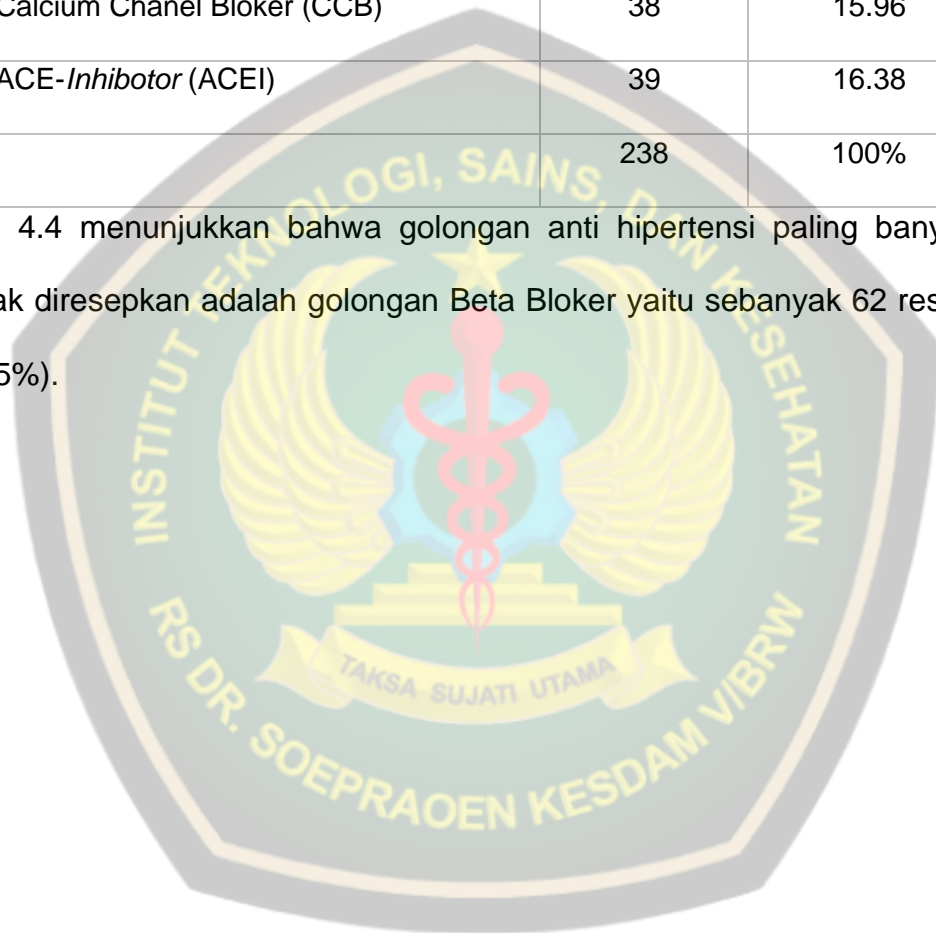 Calcium Chanel Bloker (CCB) 38 15.96
ACE-Inhibotor (ACEI) 39 16.38
238 100%
4.4 menunjukkan bahwa golongan anti hipertensi paling bany
ak diresepkan adalah golongan Beta Bloker yaitu sebanyak 62 res
5%).
INSTITUT TEKNOLOGI, SAINS, DAN KESEHATAN
TAKSA SUJATI UTAMA
RS DR. SOEPRAOEN KESDAM V/BRW